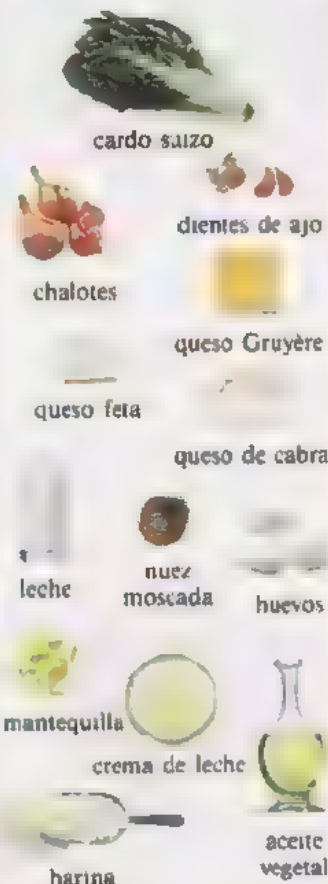 cardo suizo
dientes de ajo
chalotes
queso Gruyère
queso feta
queso de cabra
leche
nuez
moscada
huevos
mantequilla
crema de leche
harina
aceite
vegetal